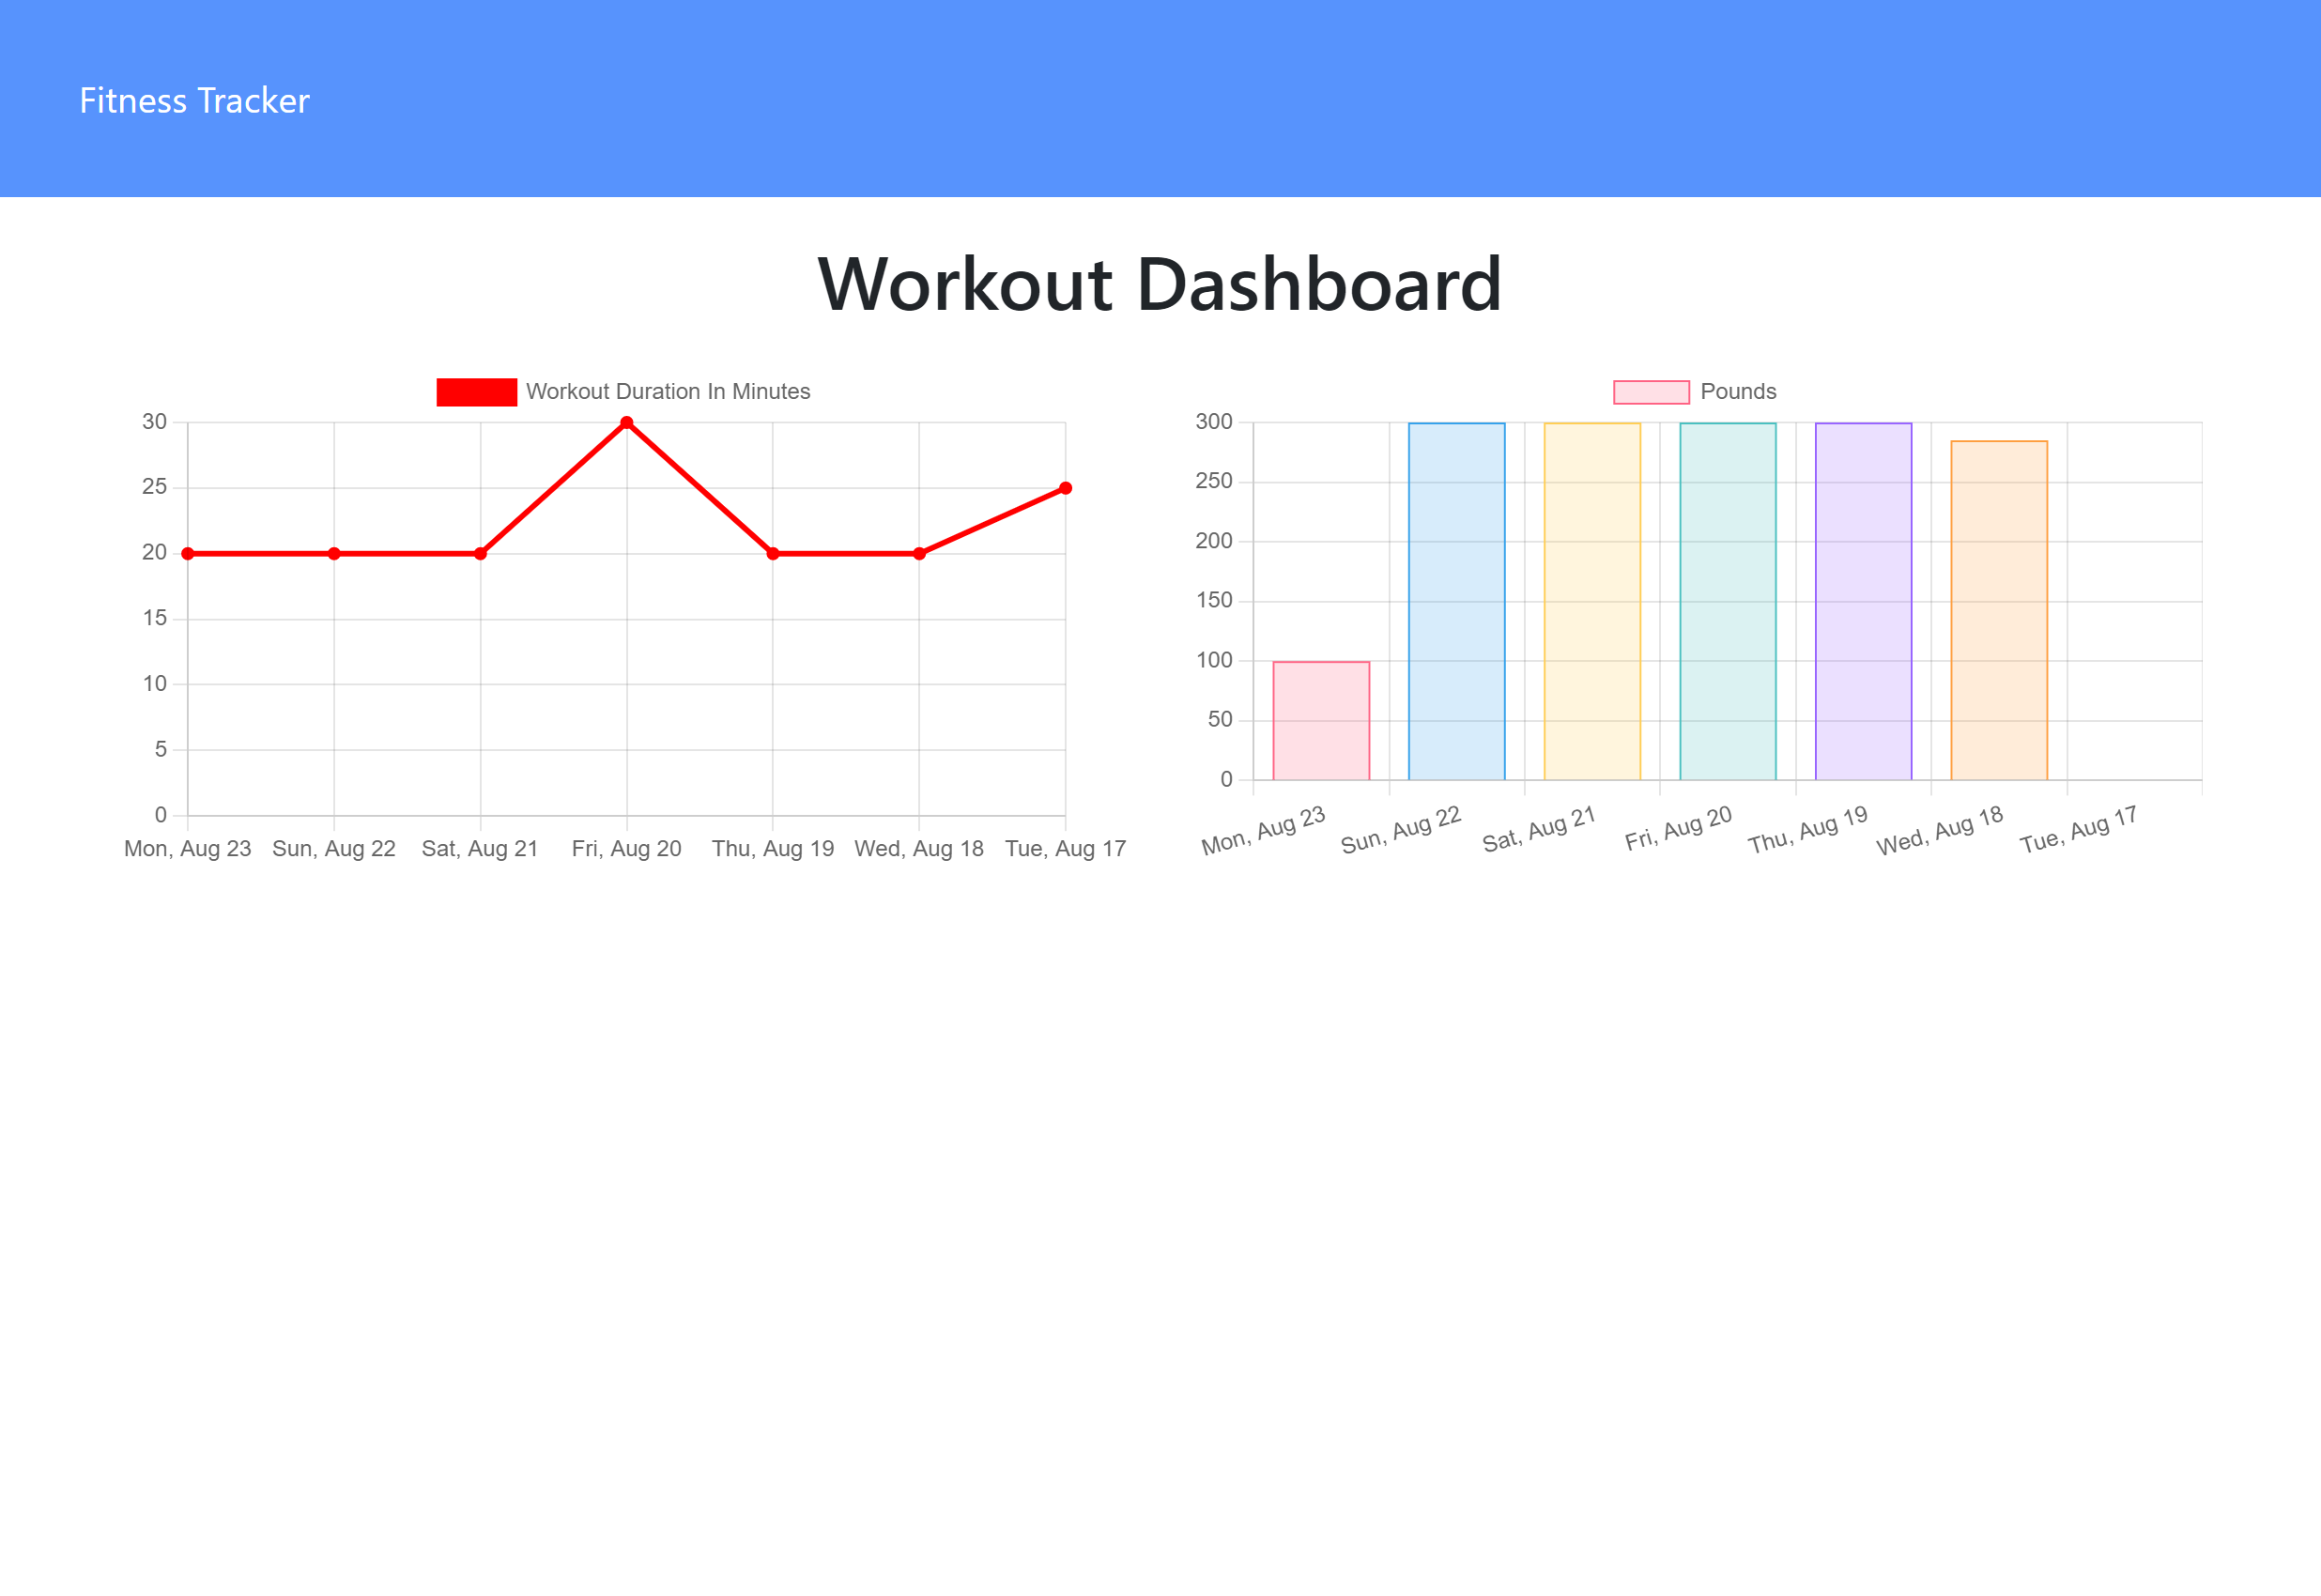 Fitness Tracker
Workout Dashboard
Workout Duration In Minutes
30
25
20
15
10
5
0
Mon, Aug 23 Sun, Aug 22 Sat, Aug 21 Fri, Aug 20 Thu, Aug 19 Wed, Aug 18 Tue, Aug 17
Pounds
300
250
200
150
100
50
0
Mon, Aug 23 Sun, Aug 22 Sat, Aug 21 Fri, Aug 20 Thu, Aug 19 Wed, Aug 18 Tue, Aug 17